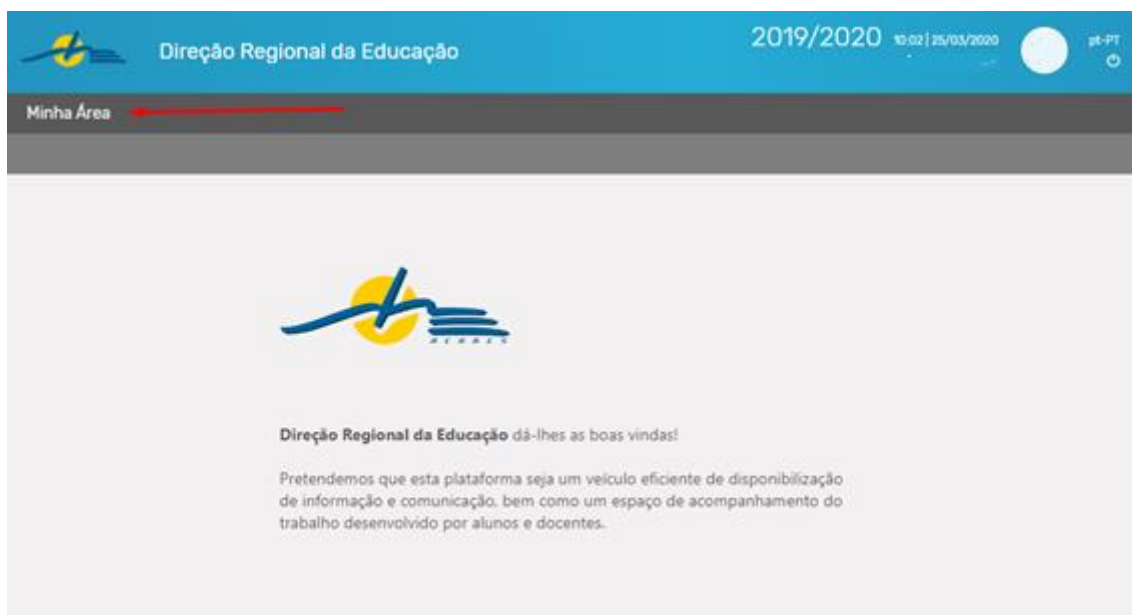 Direção Regional da Educação
2019/2020 10:02|25/03/2020
pt-PT
Minha Área
AÇORES
Direção Regional da Educação dá-lhes as boas vindas!
Pretendemos que esta plataforma seja um veículo eficiente de disponibilização
de informação e comunicação, bem como um espaço de acompanhamento do
trabalho desenvolvido por alunos e docentes.